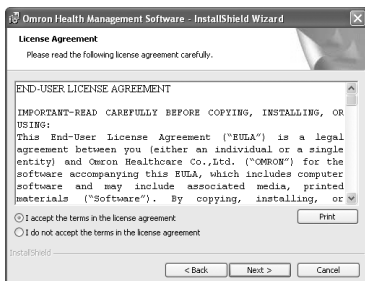 Omron Health Management Software - InstallShield Wizard
License Agreement
Please read the following license agreement carefully.
END-USER LICENSE AGREEMENT
IMPORTANT-READ CAREFULLY BEFORE COPYING, INSTALLING, OR
USING:
This End-User License Agreement ("EULA") is a legal
agreement between you (either an individual or a single
entity) and Omron Healthcare Co.,Ltd. ("OMRON") for the
software accompanying this EULA, which includes computer
software and may include associated media, printed
materials ("Software"). By copying, installing, or
I accept the terms in the license agreement
Print
I do not accept the terms in the license agreement
InstallShield
< Back
Next >
Cancel